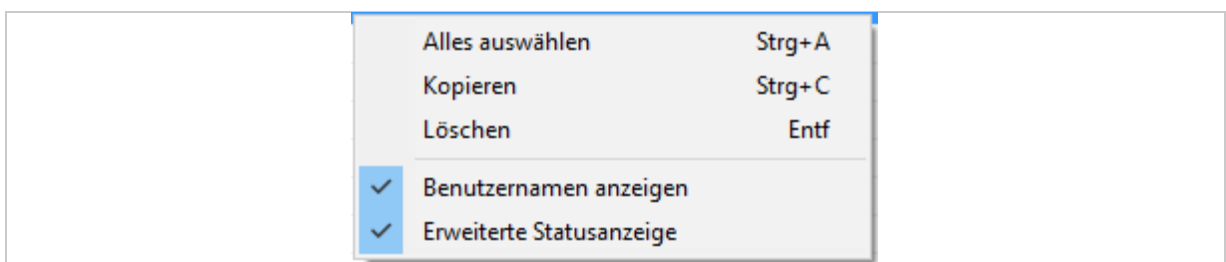 Alles auswählen Strg+A
Kopieren Strg+C
Löschen Entf
Benutzernamen anzeigen
Erweiterte Statusanzeige